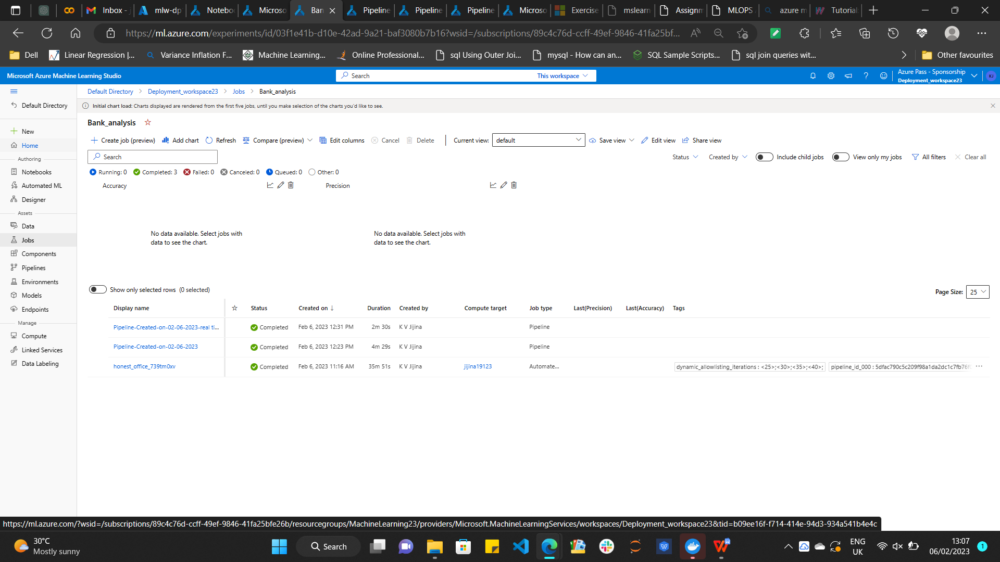 Inbox -
mlw-dp
Notebo
Microso
Ban
Pipeline
Pipeline
Pipeline
Microso
Exercise
mslearn
Assignm
MLOPS
azure m
Tutorial
https://ml.azure.com/experiments/id/03f1e41b-d10e-42ad-9a21-baf3080b7b16?wsid=/subscriptions/89c4c76d-ccff-49ef-9846-41fa25bf...
Dell
Linear Regression |...
Variance Inflation F...
Machine Learning...
Online Professional...
sql Using Outer Joi...
mysql - How can an...
SQL Sample Scripts...
sql join queries wit...
Other favourites
Microsoft Azure Machine Learning Studio
Search
This workspace
Azure Pass - Sponsorship
Deployment_workspace23
KJ
Default Directory > Deployment_workspace23 > Jobs > Bank_analysis
Initial chart load: Charts displayed are rendered from the first five jobs, until you make selection of the charts you'd like to see.
Default Directory
New
Home
Authoring
Notebooks
Automated ML
Designer
Assets
Data
Jobs
Components
Pipelines
Environments
Models
Endpoints
Manage
Compute
Linked Services
Data Labeling
Bank_analysis
Create job (preview)
Add chart
Refresh
Compare (preview)
Edit columns
Cancel
Delete
Current view:
default
Save view
Edit view
Share view
Search
Status
Created by
Include child jobs
View only my jobs
All filters
Clear all
Running: 0
Completed: 3
Failed: 0
Canceled: 0
Queued: 0
Other: 0
Accuracy
Precision
No data available. Select jobs with
data to see the chart.
No data available. Select jobs with
data to see the chart.
Show only selected rows (0 selected)
Page Size: 25
Display name Status Created on ↓ Duration Created by Compute target Job type Last(Precision) Last(Accuracy) Tags
Pipeline-Created-on-02-06-2023-real ti... Completed Feb 6, 2023 12:31 PM 2m 30s K V Jijina Pipeline
Pipeline-Created-on-02-06-2023 Completed Feb 6, 2023 12:23 PM 4m 29s K V Jijina Pipeline
honest_office_739tm0xv Completed Feb 6, 2023 11:16 AM 35m 51s K V Jijina jijina19123 Automate... dynamic_allowlisting_iterations : <25>;<30>;<35>;<40>; pipeline_id_000 : 5dfac790c5c209f98a1da2dc1c7fb76f ...
https://ml.azure.com/?wsid=/subscriptions/89c4c76d-ccff-49ef-9846-41fa25bfe26b/resourcegroups/MachineLearning23/providers/Microsoft.MachineLearningServices/workspaces/Deployment_workspace23&tid=b09ee16f-f714-414e-94d3-934a541b4e4c
30°C
Mostly sunny
Search
ENG
UK
13:07
06/02/2023
1